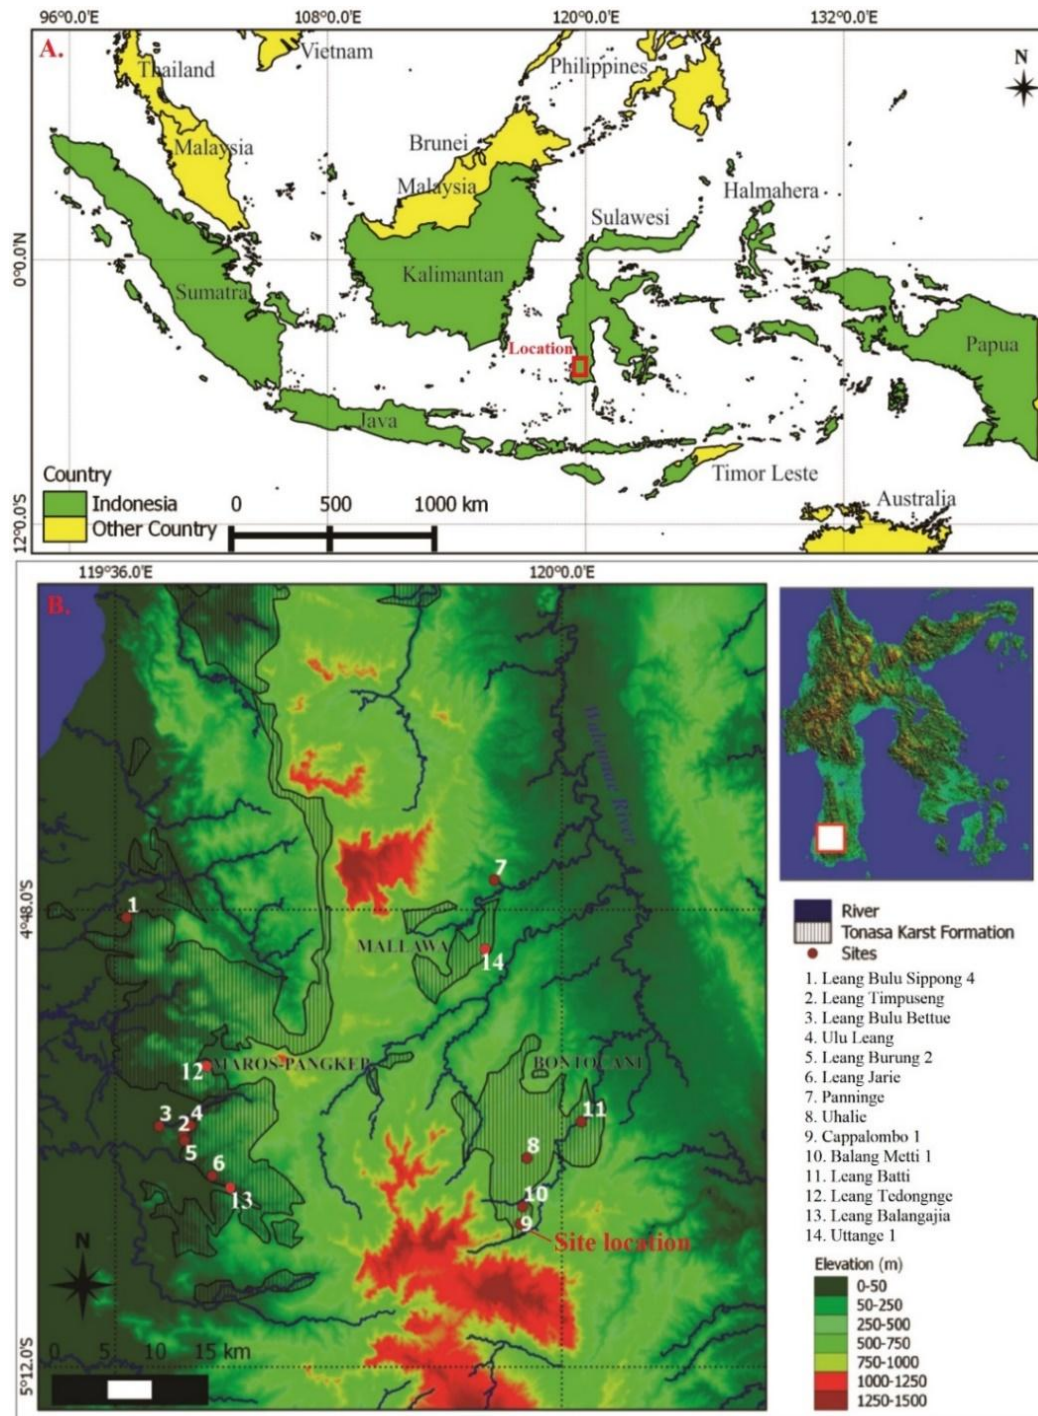 96°0.0'E 108°0.0'E 120°0.0'E 132°0.0'E
A.
Vietnam
Thailand
Philippines
N
Malaysia
Brunei
Malaysia
Halmahera
Sulawesi
0°0.0'N
Kalimantan
Sumatra
Location
Papua
Java
Country
Indonesia
Other Country
0 500 1000 km
Timor Leste
Australia
12°0.0'S
119°36.0'E 120°0.0'E
B.
Walanae River
7
4°48.0'S
1
MALLAWA
14
MAROS-PANGKEP
BONTOCANI
12
3
2
4
5
11
8
6
13
10
9
Site location
N
0 5 10 15 km
5°12.0'S
River
Tonasa Karst Formation
Sites
1. Leang Bulu Sippong 4
2. Leang Timpuseng
3. Leang Bulu Bettue
4. Ulu Leang
5. Leang Burung 2
6. Leang Jarie
7. Panninge
8. Uhalie
9. Cappalombo 1
10. Balang Metti 1
11. Leang Batti
12. Leang Tedongnge
13. Leang Balangajia
14. Uttange 1
Elevation (m)
0-50
50-250
250-500
500-750
750-1000
1000-1250
1250-1500